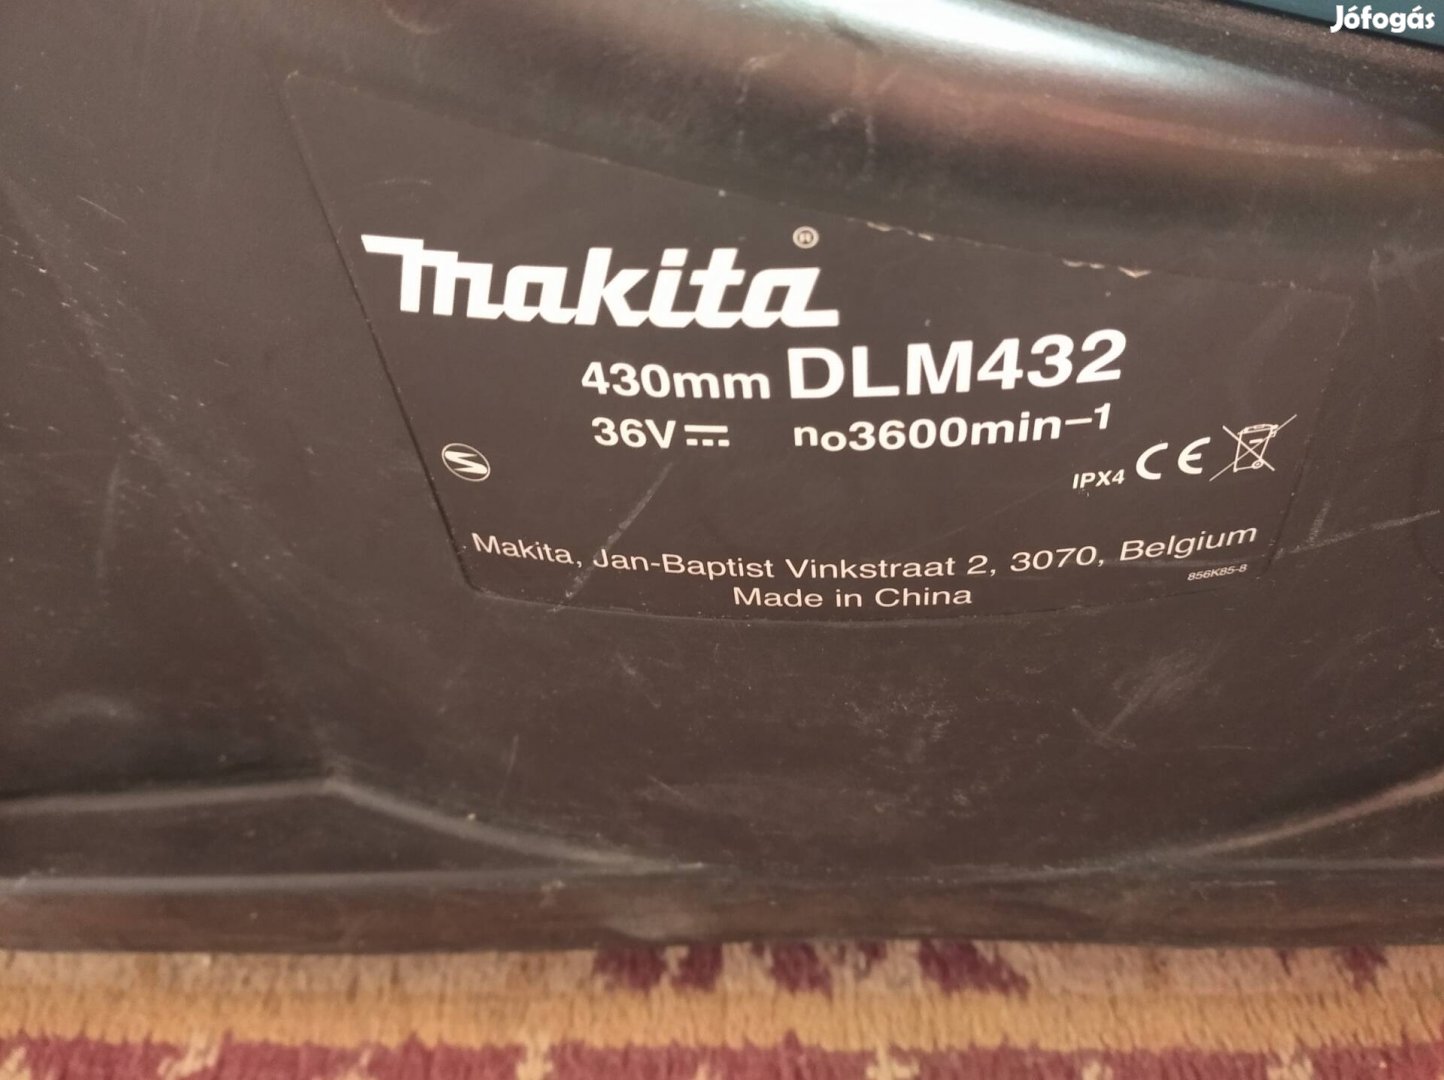 Jófogás
makita®
430mm DLM432
36V⎓ no3600min-1
IPX4 CE
Makita, Jan-Baptist Vinkstraat 2, 3070, Belgium
856K85-8
Made in China